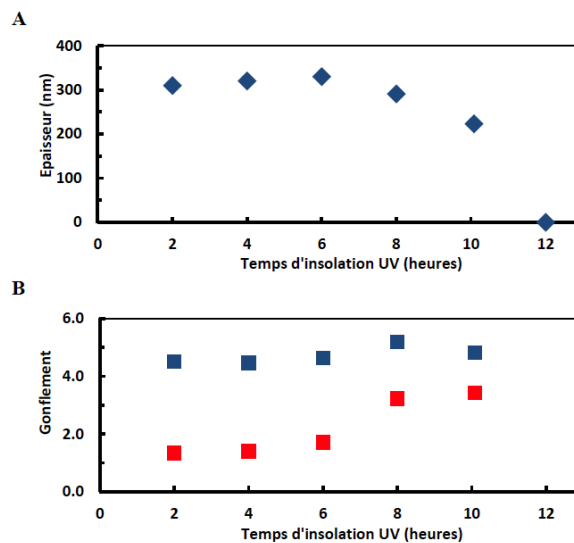 A
400
300
200
100
0
Epaisseur (nm)
0 2 4 6 8 10 12
Temps d'insolation UV (heures)
B
6.0
4.0
2.0
0.0
Gonflement
0 2 4 6 8 10 12
Temps d'insolation UV (heures)